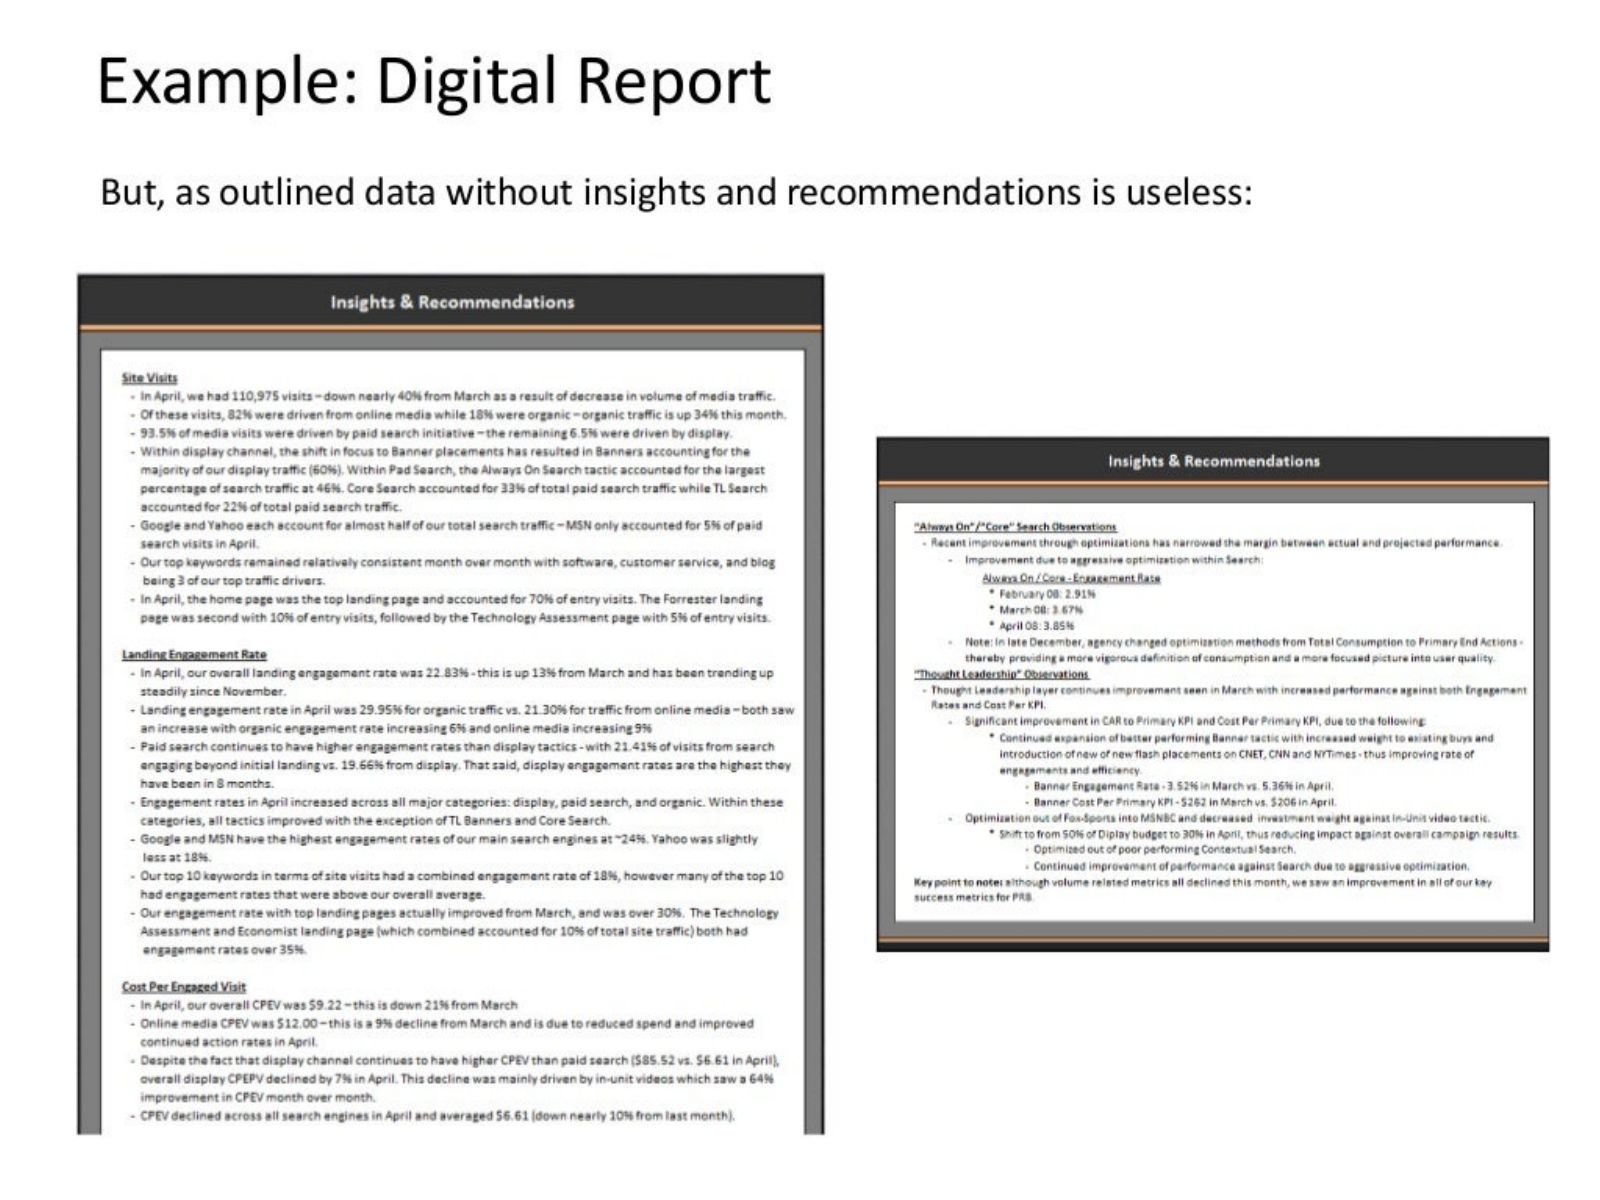 Example: Digital Report
But, as outlined data without insights and recommendations is useless:
Insights & Recommendations
Site Visits
- In April, we had 110,975 visits – down nearly 40% from March as a result of decrease in volume of media traffic.
- Of these visits, 82% were driven from online media while 18% were organic – organic traffic is up 34% this month.
- 93.5% of media visits were driven by paid search initiative – the remaining 6.5% were driven by display.
- Within display channel, the shift in focus to Banner placements has resulted in Banners accounting for the
majority of our display traffic (60%). Within Pad Search, the Always On Search tactic accounted for the largest
percentage of search traffic at 46%. Core Search accounted for 33% of total paid search traffic while TL Search
accounted for 22% of total paid search traffic.
- Google and Yahoo each account for almost half of our total search traffic – MSN only accounted for 5% of paid
search visits in April.
- Our top keywords remained relatively consistent month over month with software, customer service, and blog
being 3 of our top traffic drivers.
- In April, the home page was the top landing page and accounted for 70% of entry visits. The Forrester landing
page was second with 10% of entry visits, followed by the Technology Assessment page with 5% of entry visits.
Landing Engagement Rate
- In April, our overall landing engagement rate was 22.83% - this is up 13% from March and has been trending up
steadily since November.
- Landing engagement rate in April was 29.95% for organic traffic vs. 21.30% for traffic from online media – both saw
an increase with organic engagement rate increasing 6% and online media increasing 9%
- Paid search continues to have higher engagement rates than display tactics - with 21.41% of visits from search
engaging beyond initial landing vs. 19.66% from display. That said, display engagement rates are the highest they
have been in 8 months.
- Engagement rates in April increased across all major categories: display, paid search, and organic. Within these
categories, all tactics improved with the exception of TL Banners and Core Search.
- Google and MSN have the highest engagement rates of our main search engines at ~24%. Yahoo was slightly
less at 18%.
- Our top 10 keywords in terms of site visits had a combined engagement rate of 18%, however many of the top 10
had engagement rates that were above our overall average.
- Our engagement rate with top landing pages actually improved from March, and was over 30%. The Technology
Assessment and Economist landing page (which combined accounted for 10% of total site traffic) both had
engagement rates over 35%.
Cost Per Engaged Visit
- In April, our overall CPEV was $9.22 – this is down 21% from March
- Online media CPEV was $12.00 – this is a 9% decline from March and is due to reduced spend and improved
continued action rates in April.
- Despite the fact that display channel continues to have higher CPEV than paid search ($85.52 vs. $6.61 in April),
overall display CPEPV declined by 7% in April. This decline was mainly driven by in-unit videos which saw a 64%
improvement in CPEV month over month.
- CPEV declined across all search engines in April and averaged $6.61 (down nearly 10% from last month).
Insights & Recommendations
"Always On"/"Core" Search Observations
- Recent improvement through optimizations has narrowed the margin between actual and projected performance.
- Improvement due to aggressive optimization within Search:
Always On / Core - Engagement Rate
* February 08: 2.91%
* March 08: 3.67%
* April 08: 3.85%
- Note: In late December, agency changed optimization methods from Total Consumption to Primary End Actions -
thereby providing a more vigorous definition of consumption and a more focused picture into user quality.
"Thought Leadership" Observations
- Thought Leadership layer continues improvement seen in March with increased performance against both Engagement
Rates and Cost Per KPI.
- Significant improvement in CAR to Primary KPI and Cost Per Primary KPI, due to the following:
* Continued expansion of better performing Banner tactic with increased weight to existing buys and
introduction of new of new flash placements on CNET, CNN and NYTimes - thus improving rate of
engagements and efficiency.
- Banner Engagement Rate - 3.52% in March vs. 5.36% in April.
- Banner Cost Per Primary KPI - $262 in March vs. $206 in April.
- Optimization out of Fox-Sports into MSNBC and decreased investment weight against In-Unit video tactic.
* Shift to from 50% of Diplay budget to 30% in April, thus reducing impact against overall campaign results.
- Optimized out of poor performing Contextual Search.
- Continued improvement of performance against Search due to aggressive optimization.
Key point to note: although volume related metrics all declined this month, we saw an improvement in all of our key
success metrics for PRB.